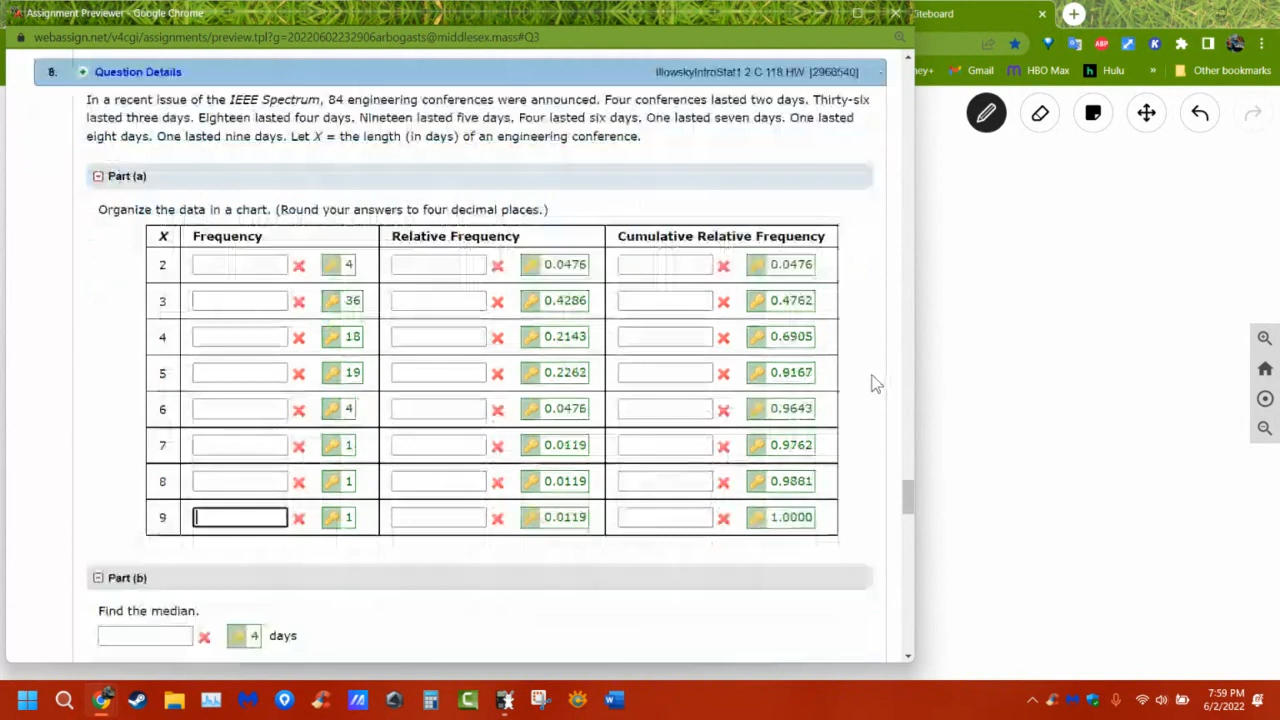 Assignment Previewer - Google Chrome
iteboard
webassign.net/v4cgi/assignments/preview.tpl?g=20220602232906arbogasts@middlesex.mass#Q3
ney+ Gmail HBO Max Hulu » Other bookmarks
8. Question Details IllowskyIntroStat1 2.C.118.HW. [2968540]
In a recent issue of the IEEE Spectrum, 84 engineering conferences were announced. Four conferences lasted two days. Thirty-six
lasted three days. Eighteen lasted four days. Nineteen lasted five days. Four lasted six days. One lasted seven days. One lasted
eight days. One lasted nine days. Let X = the length (in days) of an engineering conference.
Part (a)
Organize the data in a chart. (Round your answers to four decimal places.)
X Frequency Relative Frequency Cumulative Relative Frequency
2 4 0.0476 0.0476
3 36 0.4286 0.4762
4 18 0.2143 0.6905
5 19 0.2262 0.9167
6 4 0.0476 0.9643
7 1 0.0119 0.9762
8 1 0.0119 0.9881
9 1 0.0119 1.0000
Part (b)
Find the median.
4 days
7:59 PM
6/2/2022